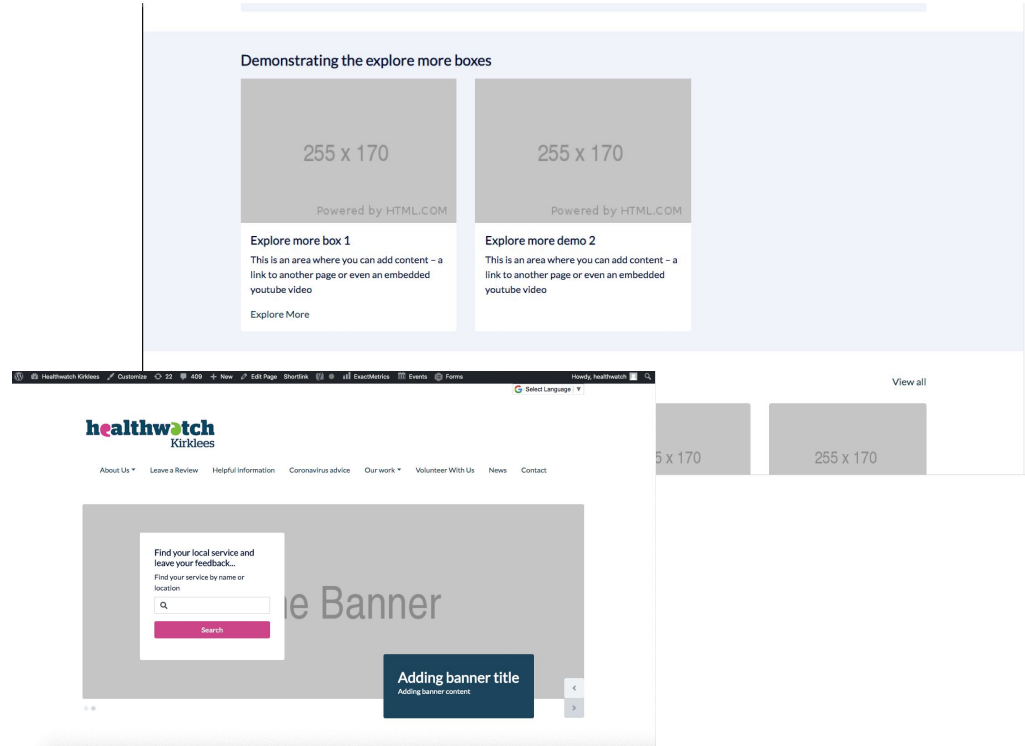 Demonstrating the explore more boxes
255 x 170
Powered by HTML.COM
255 x 170
Powered by HTML.COM
Explore more box 1
This is an area where you can add content – a
link to another page or even an embedded
youtube video
Explore More
Explore more demo 2
This is an area where you can add content – a
link to another page or even an embedded
youtube video
View all
5 x 170
255 x 170
Healthwatch Kirklees Customize 22 409 + New Edit Page Shortlink ExactMetrics Events Forms Howdy, healthwatch
G Select Language ▼
healthwatch
Kirklees
About Us Leave a Review Helpful information Coronavirus advice Our work Volunteer With Us News Contact
Find your local service and
leave your feedback...
Find your service by name or
location
Search
e Banner
Adding banner title
Adding banner content